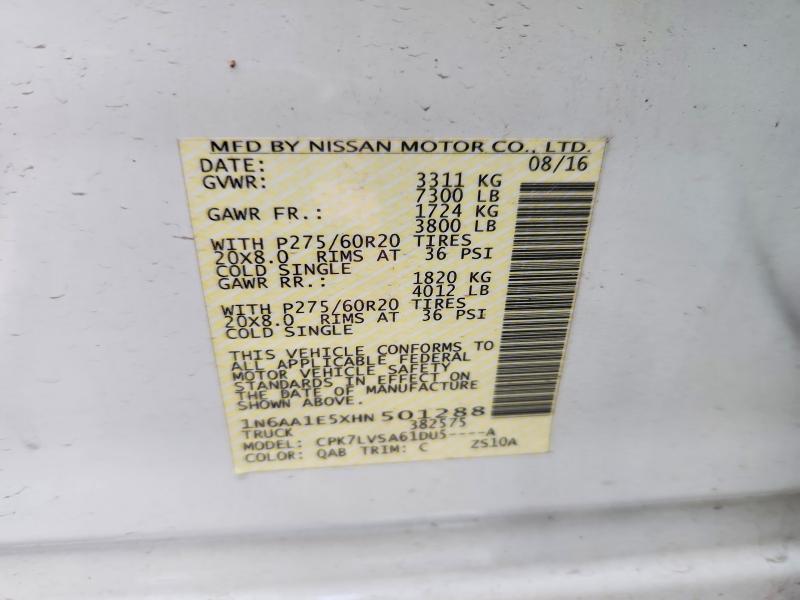 MFD BY NISSAN MOTOR CO., LTD.
DATE: 08/16
GVWR: 3311 KG
7300 LB
GAWR FR.: 1724 KG
3800 LB
WITH P275/60R20 TIRES
20X8.0 RIMS AT 36 PSI
COLD SINGLE
GAWR RR.: 1820 KG
4012 LB
WITH P275/60R20 TIRES
20X8.0 RIMS AT 36 PSI
COLD SINGLE
THIS VEHICLE CONFORMS TO
ALL APPLICABLE FEDERAL
MOTOR VEHICLE SAFETY
STANDARDS IN EFFECT ON
THE DATE OF MANUFACTURE
SHOWN ABOVE.
1N6AA1E5XHN 501288
TRUCK 382575
MODEL: CPK7LVSA61DU5----A
COLOR: QAB TRIM: C ZS10A